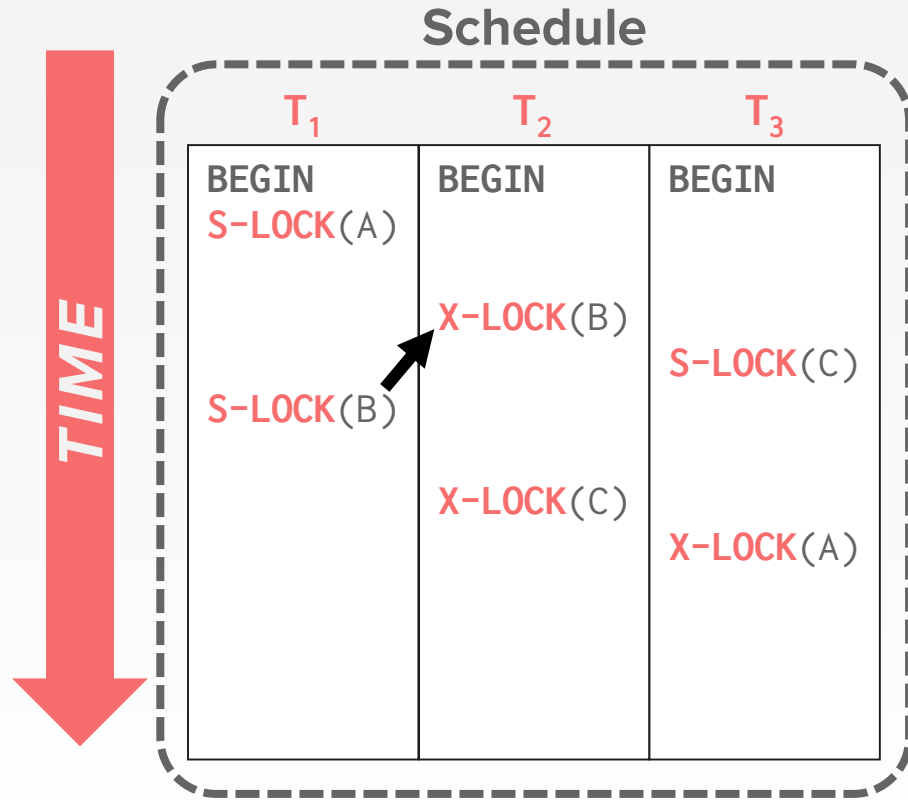 Schedule
TIME
T1 T2 T3
BEGIN BEGIN BEGIN
S-LOCK(A)
X-LOCK(B)
S-LOCK(C)
S-LOCK(B)
X-LOCK(C)
X-LOCK(A)